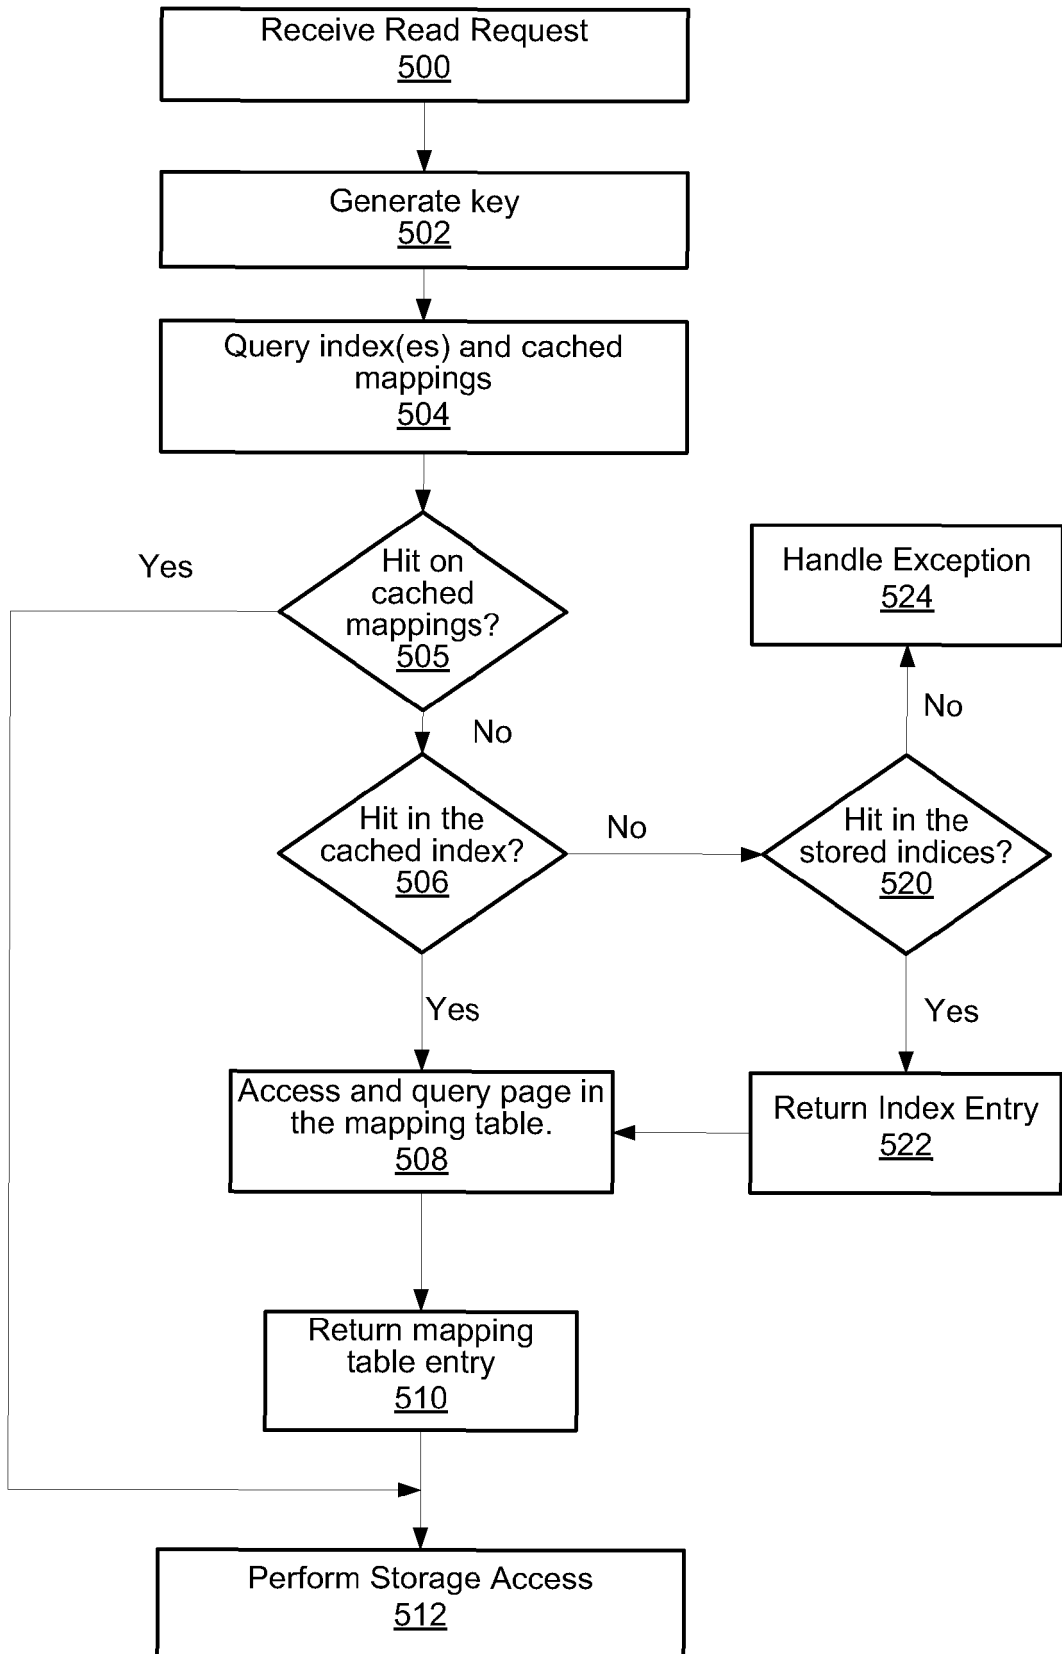 Receive Read Request
500
Generate key
502
Query index(es) and cached
mappings
504
Yes
Hit on
cached
mappings?
505
Handle Exception
524
No
No
Hit in the
cached index?
506
No
Hit in the
stored indices?
520
Yes
Yes
Access and query page in
the mapping table.
508
Return Index Entry
522
Return mapping
table entry
510
Perform Storage Access
512